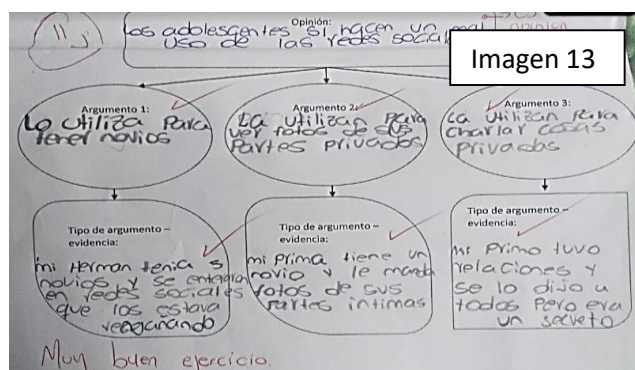 Opinión:
Los adolescentes si hacen un mal
uso de las redes sociales
opinión
Imagen 13
Argumento 1:
Lo utiliza Para
tener novios
Argumento 2:
La utilizan Para
ver fotos de sus
Partes privadas
Argumento 3:
La utilizan Para
charlar cosas
privadas
Tipo de argumento –
evidencia:
mi Herman tenia 5
novios y se enteraron
en redes sociales
que los estava
engañando
Tipo de argumento –
evidencia:
mi prima tiene un
novio y le manda
fotos de sus
Partes intimas
Tipo de argumento –
evidencia:
mi Primo tuvo
relaciones y
se lo dijo a
todos Pero era
un secreto
Muy buen ejercicio.